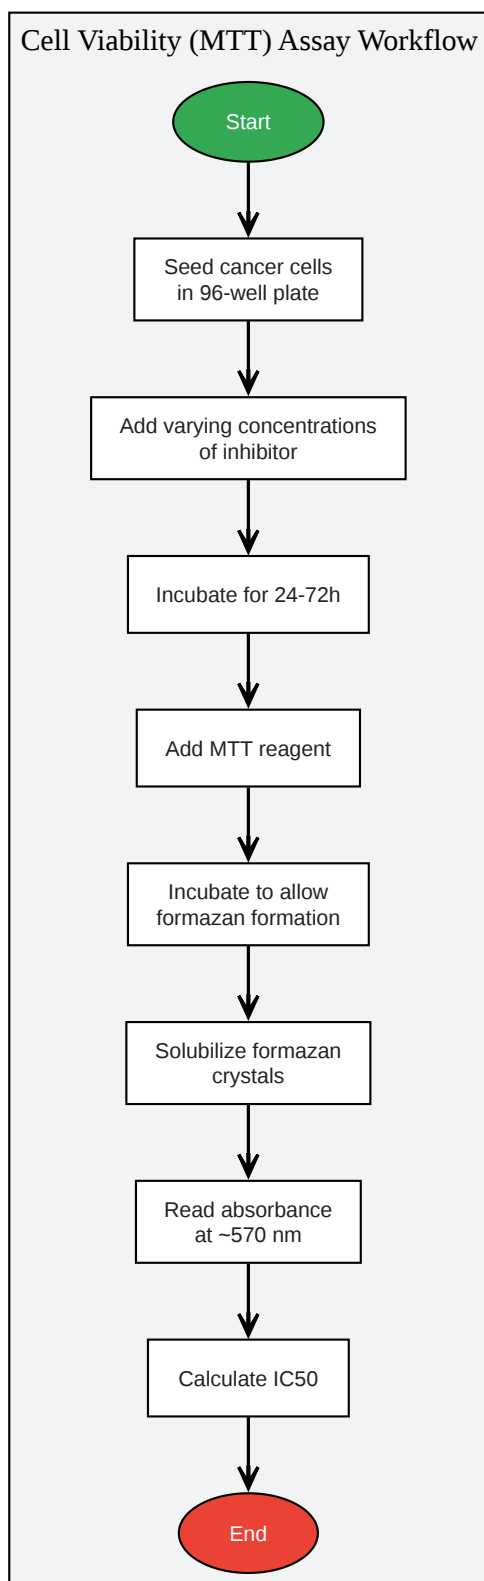 Cell Viability (MTT) Assay Workflow
Start
Seed cancer cells
in 96-well plate
Add varying concentrations
of inhibitor
Incubate for 24-72h
Add MTT reagent
Incubate to allow
formazan formation
Solubilize formazan
crystals
Read absorbance
at ~570 nm
Calculate IC50
End